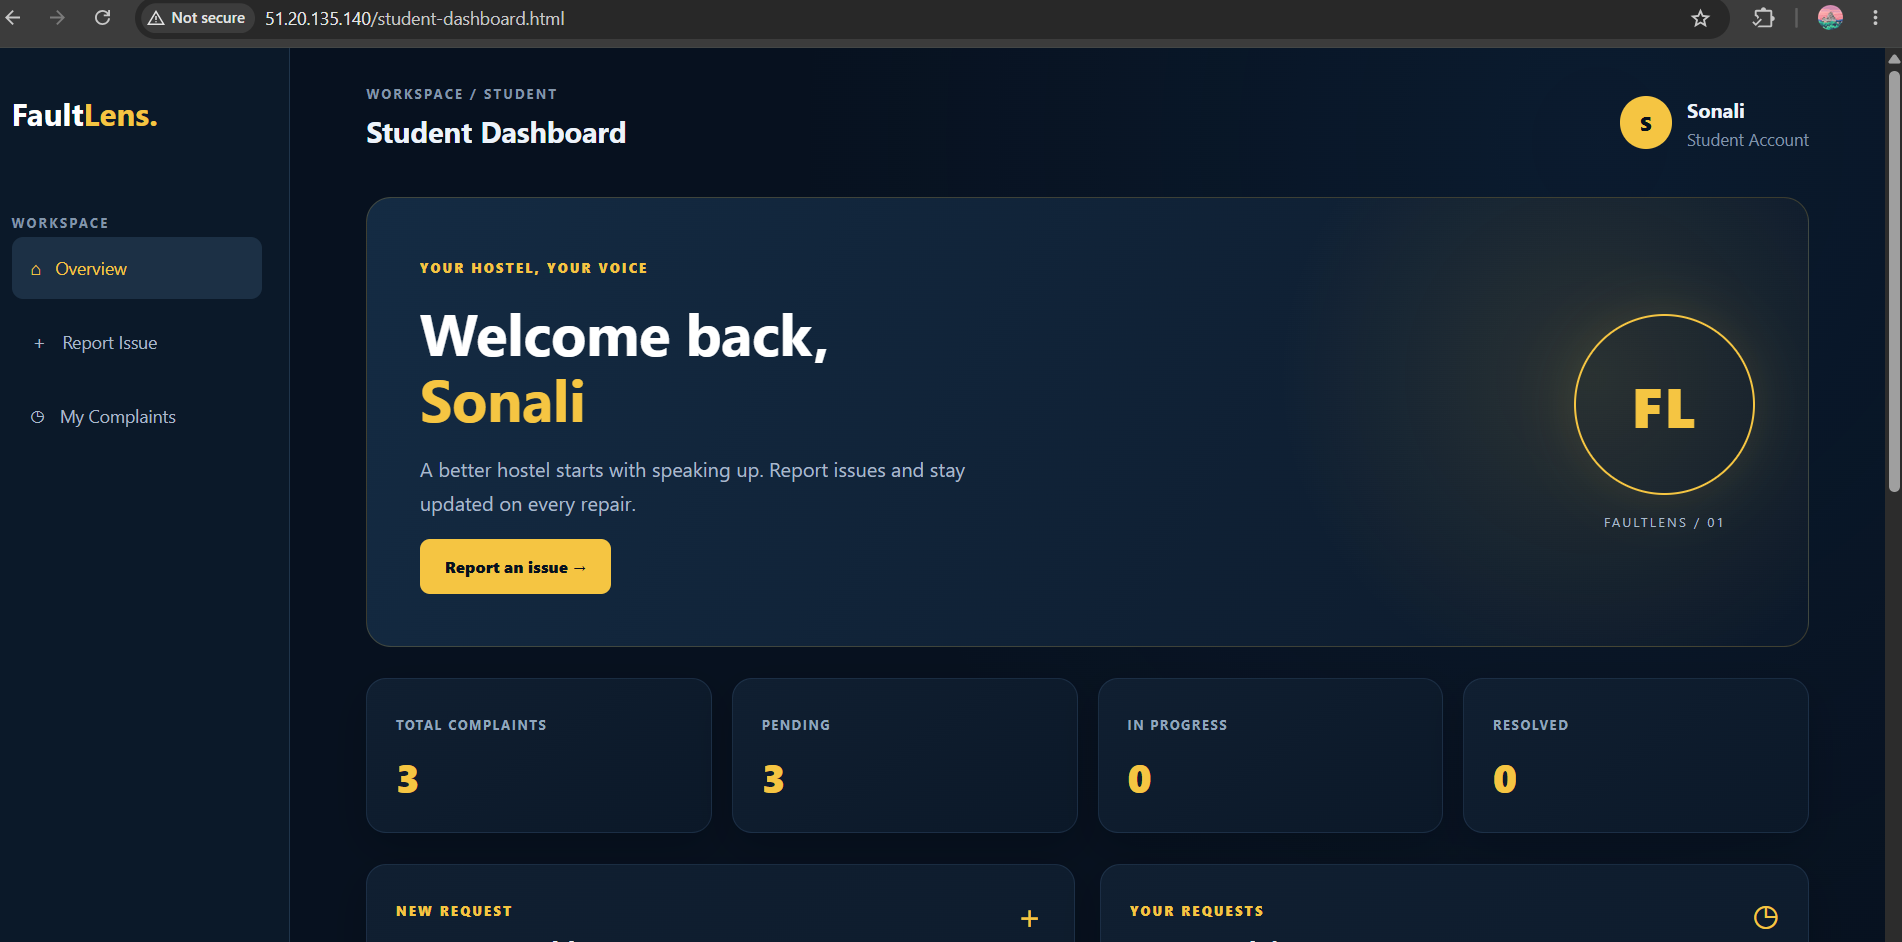 Not secure
51.20.135.140/student-dashboard.html
FaultLens.
WORKSPACE
Overview
+ Report Issue
My Complaints
WORKSPACE / STUDENT
Student Dashboard
S
Sonali
Student Account
YOUR HOSTEL, YOUR VOICE
Welcome back,
Sonali
A better hostel starts with speaking up. Report issues and stay
updated on every repair.
Report an issue →
FL
FAULTLENS / 01
TOTAL COMPLAINTS
3
PENDING
3
IN PROGRESS
0
RESOLVED
0
NEW REQUEST
+
YOUR REQUESTS